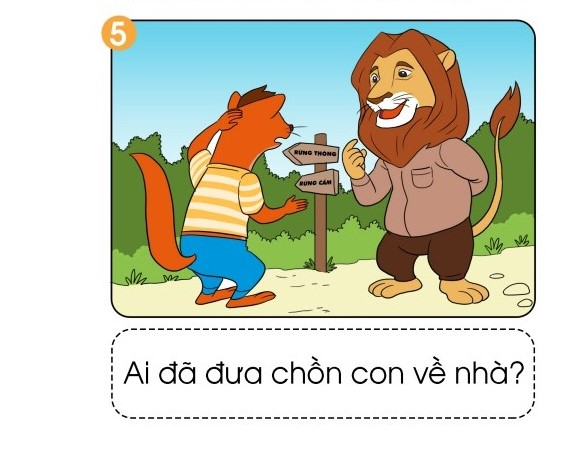 5
RỪNG THÔNG
RỪNG CẤM
Ai đã đưa chồn con về nhà?